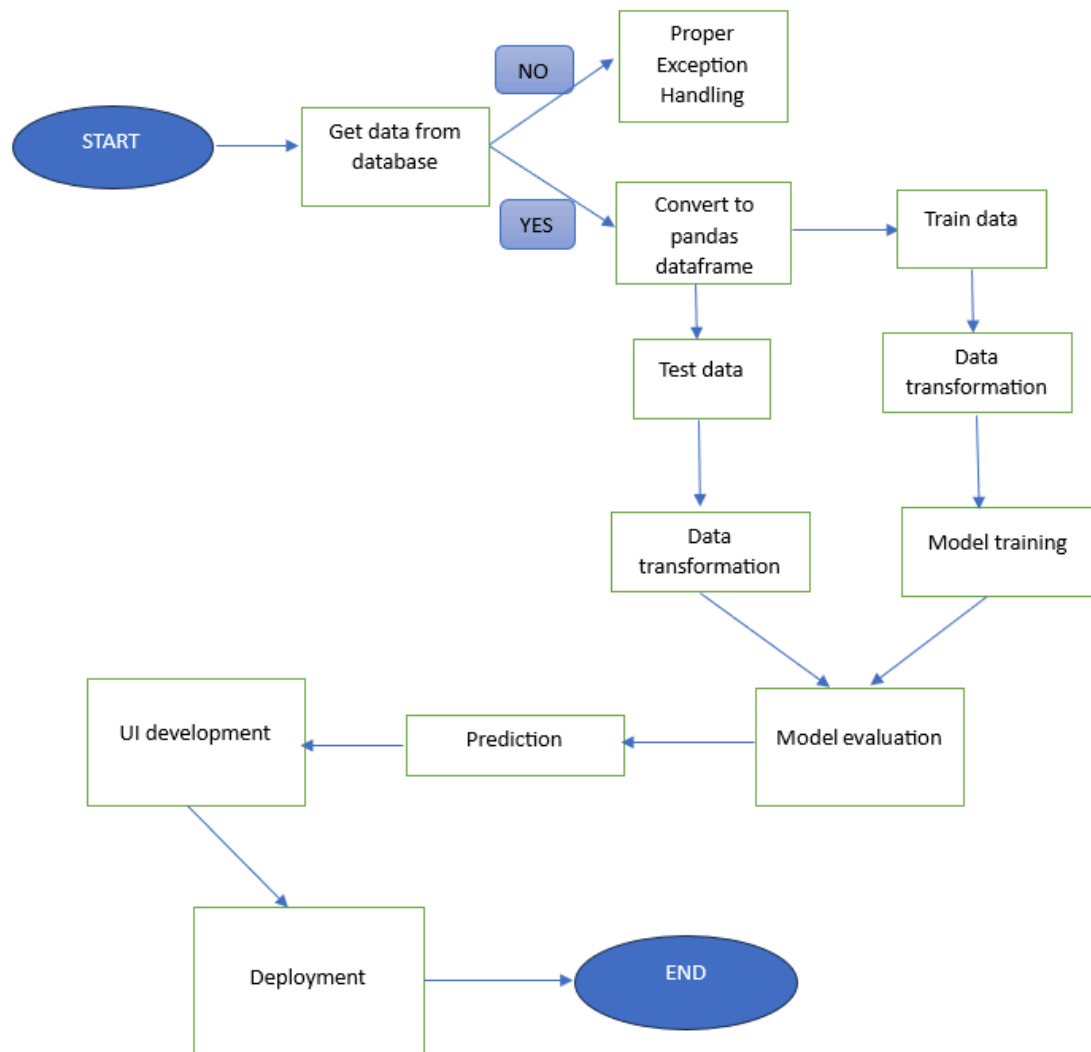 START
Get data from
database
NO
Proper
Exception
Handling
YES
Convert to
pandas
dataframe
Train data
Test data
Data
transformation
Data
transformation
Model training
Model evaluation
Prediction
UI development
Deployment
END